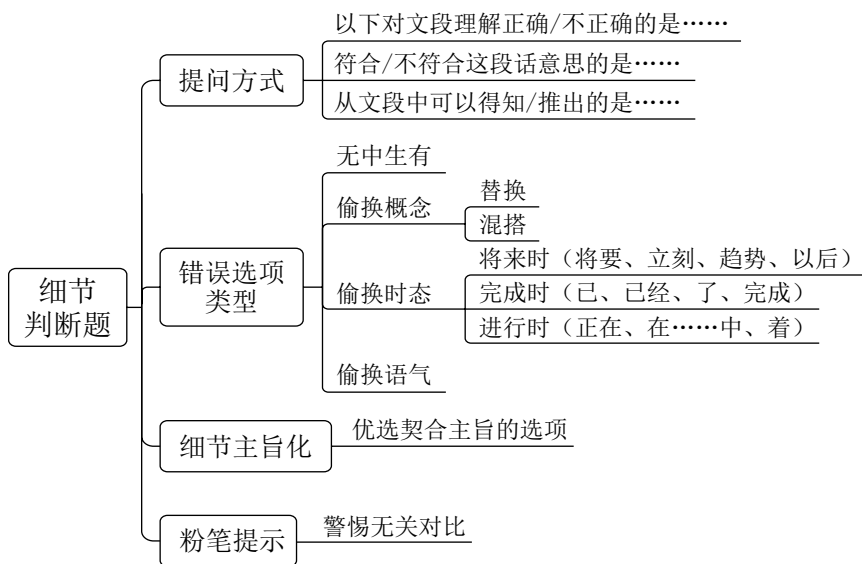 以下对文段理解正确/不正确的是……
提问方式
符合/不符合这段话意思的是……
从文段中可以得知/推出的是……
无中生有
偷换概念
替换
混搭
细节
判断题
错误选项
类型
偷换时态
将来时（将要、立刻、趋势、以后）
完成时（已、已经、了、完成）
进行时（正在、在……中、着）
偷换语气
细节主旨化
优选契合主旨的选项
粉笔提示
警惕无关对比